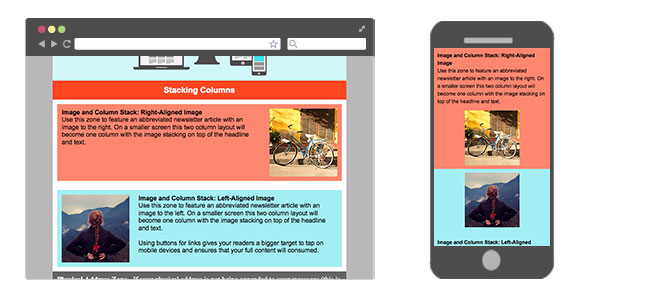 Stacking Columns
Image and Column Stack: Right-Aligned Image
Use this zone to feature an abbreviated newsletter article with an
image to the right. On a smaller screen this two column layout will
become one column with the image stacking on top of the headline
and text.
Image and Column Stack: Left-Aligned Image
Use this zone to feature an abbreviated newsletter article with an
image to the left. On a smaller screen this two column layout will
become one column with the image stacking on top of the headline
and text.
Using buttons for links gives your readers a bigger target to tap on
mobile devices and ensures that your full content will consumed.
Image and Column Stack: Right-Aligned
Image
Use this zone to feature an abbreviated
newsletter article with an image to the right. On
a smaller screen this two column layout will
become one column with the image stacking on
top of the headline and text.
Image and Column Stack: Left-Aligned